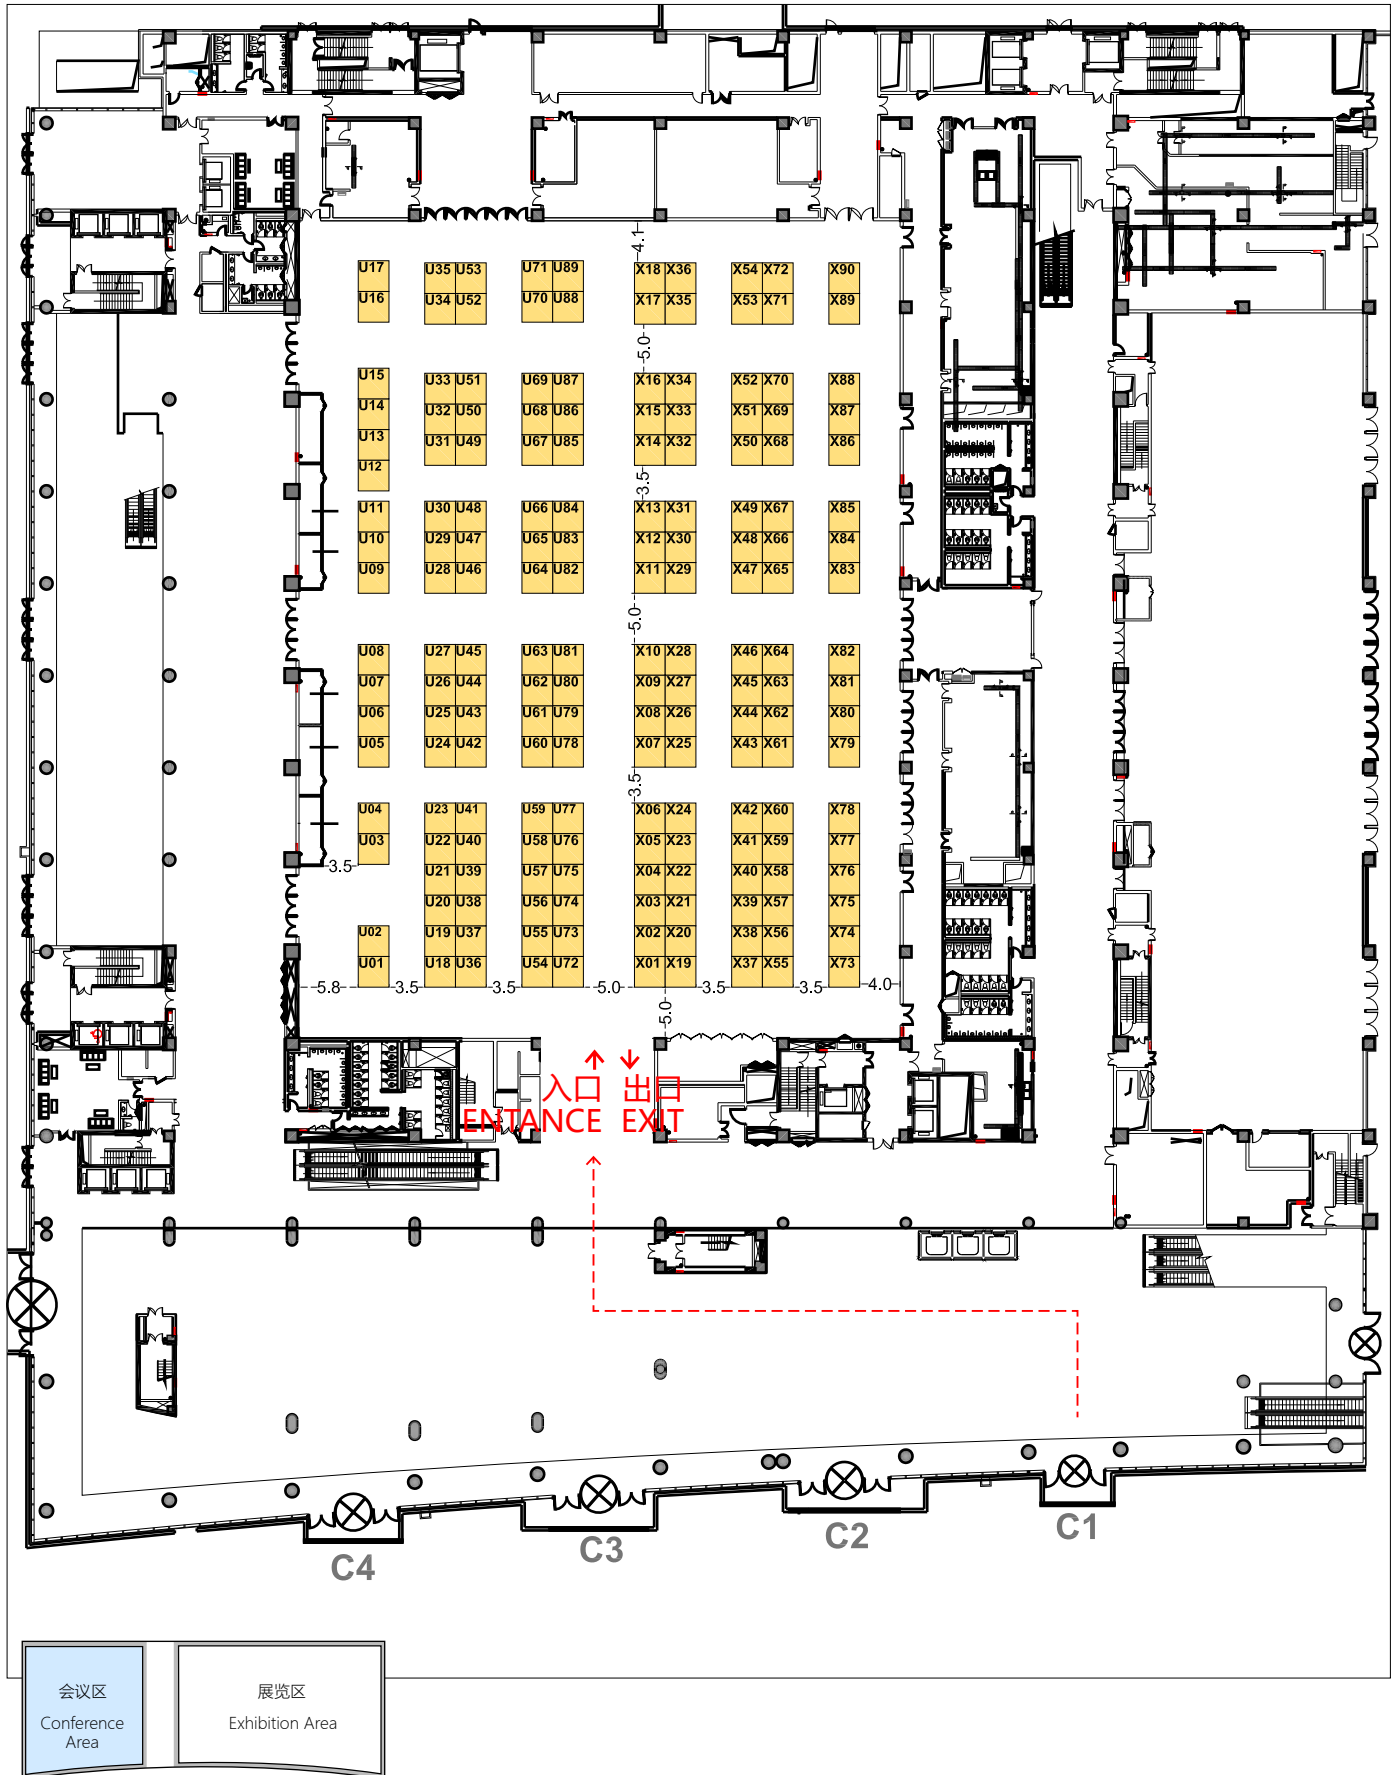 4.1
U17 U35 U53 U71 U89 X18 X36 X54 X72 X90
U16 U34 U52 U70 U88 X17 X35 X53 X71 X89
5.0
U15 U33 U51 U69 U87 X16 X34 X52 X70 X88
U14 U32 U50 U68 U86 X15 X33 X51 X69 X87
U13 U31 U49 U67 U85 X14 X32 X50 X68 X86
U12
3.5
U11 U30 U48 U66 U84 X13 X31 X49 X67 X85
U10 U29 U47 U65 U83 X12 X30 X48 X66 X84
U09 U28 U46 U64 U82 X11 X29 X47 X65 X83
5.0
U08 U27 U45 U63 U81 X10 X28 X46 X64 X82
U07 U26 U44 U62 U80 X09 X27 X45 X63 X81
U06 U25 U43 U61 U79 X08 X26 X44 X62 X80
U05 U24 U42 U60 U78 X07 X25 X43 X61 X79
3.5
U04 U23 U41 U59 U77 X06 X24 X42 X60 X78
U03 U22 U40 U58 U76 X05 X23 X41 X59 X77
3.5
U21 U39 U57 U75 X04 X22 X40 X58 X76
U20 U38 U56 U74 X03 X21 X39 X57 X75
U02 U19 U37 U55 U73 X02 X20 X38 X56 X74
U01 U18 U36 U54 U72 X01 X19 X37 X55 X73
5.8 3.5 3.5 5.0 3.5 3.5 4.0
5.0
入口 出口
ENTANCE EXIT
C1
C2
C3
C4
会议区
Conference
Area
展览区
Exhibition Area